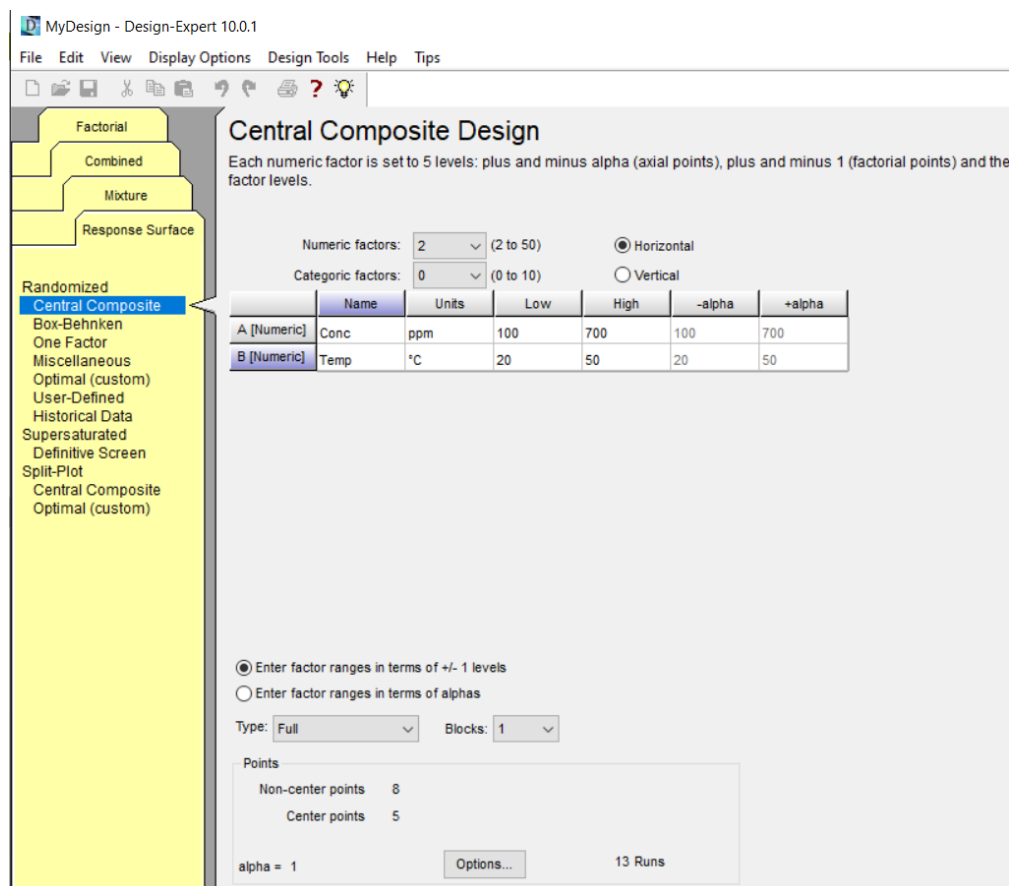 MyDesign - Design-Expert 10.0.1
File Edit View Display Options Design Tools Help Tips
Factorial
Combined
Mixture
Response Surface
Randomized
Central Composite
Box-Behnken
One Factor
Miscellaneous
Optimal (custom)
User-Defined
Historical Data
Supersaturated
Definitive Screen
Split-Plot
Central Composite
Optimal (custom)
Central Composite Design
Each numeric factor is set to 5 levels: plus and minus alpha (axial points), plus and minus 1 (factorial points) and the
factor levels.
Numeric factors: 2 (2 to 50) Horizontal
Categoric factors: 0 (0 to 10) Vertical
Name Units Low High -alpha +alpha
A [Numeric] Conc ppm 100 700 100 700
B [Numeric] Temp °C 20 50 20 50
Enter factor ranges in terms of +/- 1 levels
Enter factor ranges in terms of alphas
Type: Full Blocks: 1
Points
Non-center points 8
Center points 5
alpha = 1 Options... 13 Runs